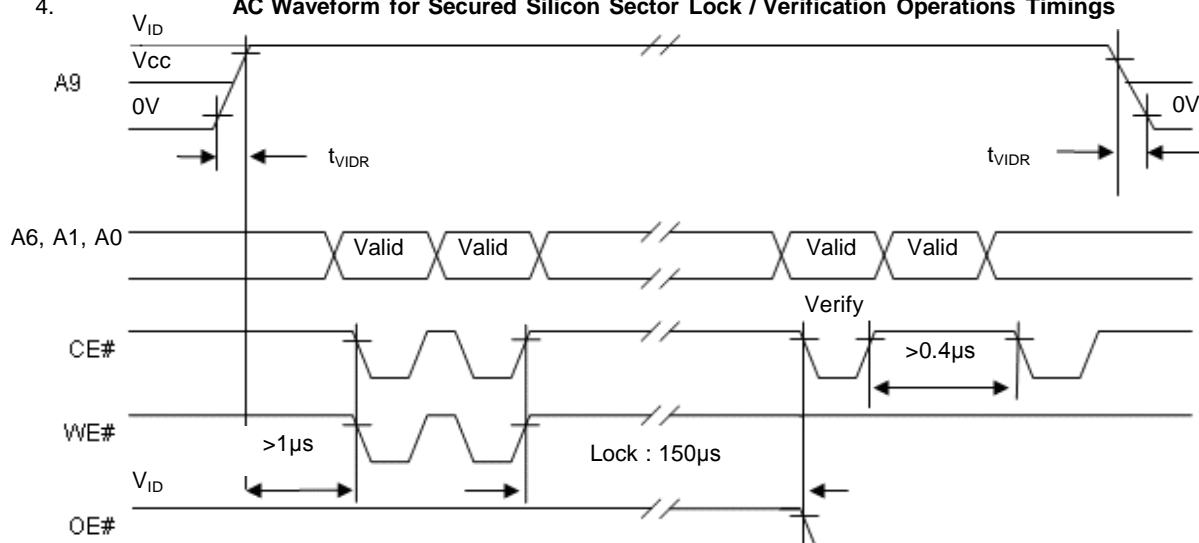 4. AC Waveform for Secured Silicon Sector Lock / Verification Operations Timings
VID
Vcc
A9
0V
0V
tVIDR
tVIDR
A6, A1, A0
Valid
Valid
Valid
Valid
Verify
CE#
>0.4µs
WE#
>1µs
Lock : 150µs
VID
OE#